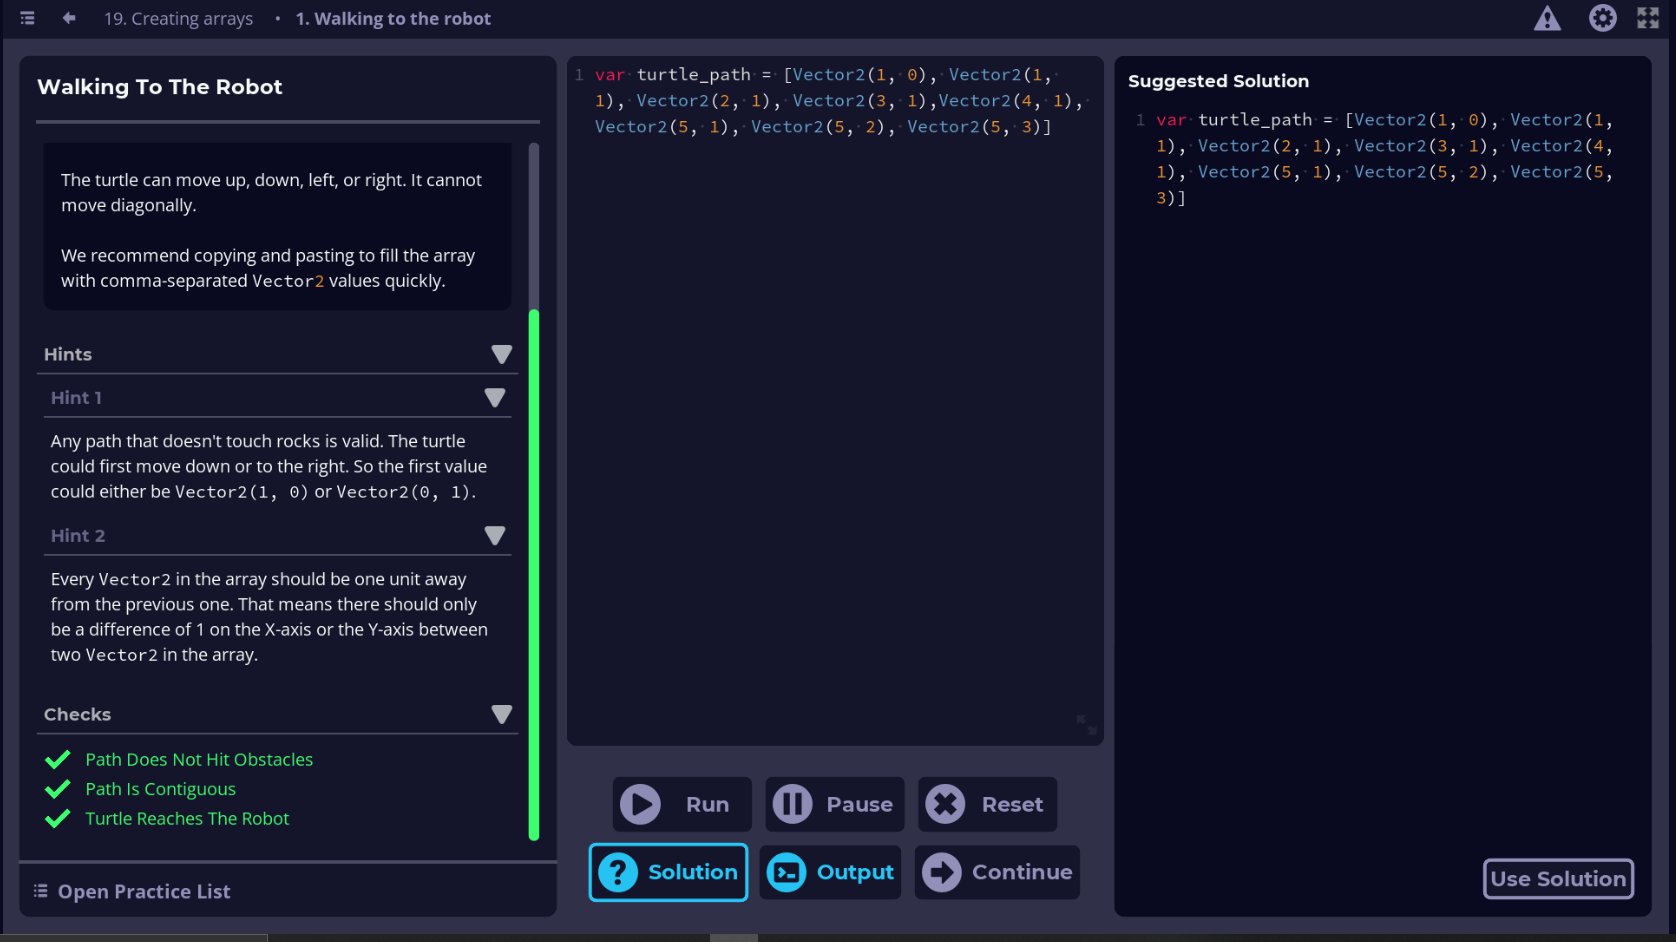 19. Creating arrays • 1. Walking to the robot
Walking To The Robot
The turtle can move up, down, left, or right. It cannot
move diagonally.
We recommend copying and pasting to fill the array
with comma-separated Vector2 values quickly.
Hints
Hint 1
Any path that doesn't touch rocks is valid. The turtle
could first move down or to the right. So the first value
could either be Vector2(1, 0) or Vector2(0, 1).
Hint 2
Every Vector2 in the array should be one unit away
from the previous one. That means there should only
be a difference of 1 on the X-axis or the Y-axis between
two Vector2 in the array.
Checks
Path Does Not Hit Obstacles
Path Is Contiguous
Turtle Reaches The Robot
Open Practice List
1 var turtle_path = [Vector2(1, 0), Vector2(1,
1), Vector2(2, 1), Vector2(3, 1),Vector2(4, 1),
Vector2(5, 1), Vector2(5, 2), Vector2(5, 3)]
Run Pause Reset
? Solution Output Continue
Suggested Solution
1 var turtle_path = [Vector2(1, 0), Vector2(1,
1), Vector2(2, 1), Vector2(3, 1), Vector2(4,
1), Vector2(5, 1), Vector2(5, 2), Vector2(5,
3)]
Use Solution